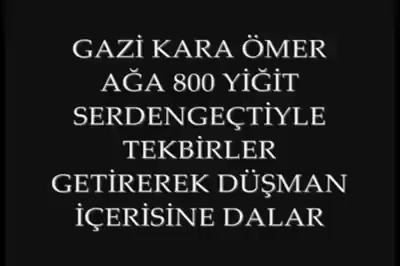 GAZİ KARA ÖMER
AĞA 800 YİĞİT
SERDENGEÇTİYLE
TEKBİRLER
GETİREREK DÜŞMAN
İÇERİSİNE DALAR